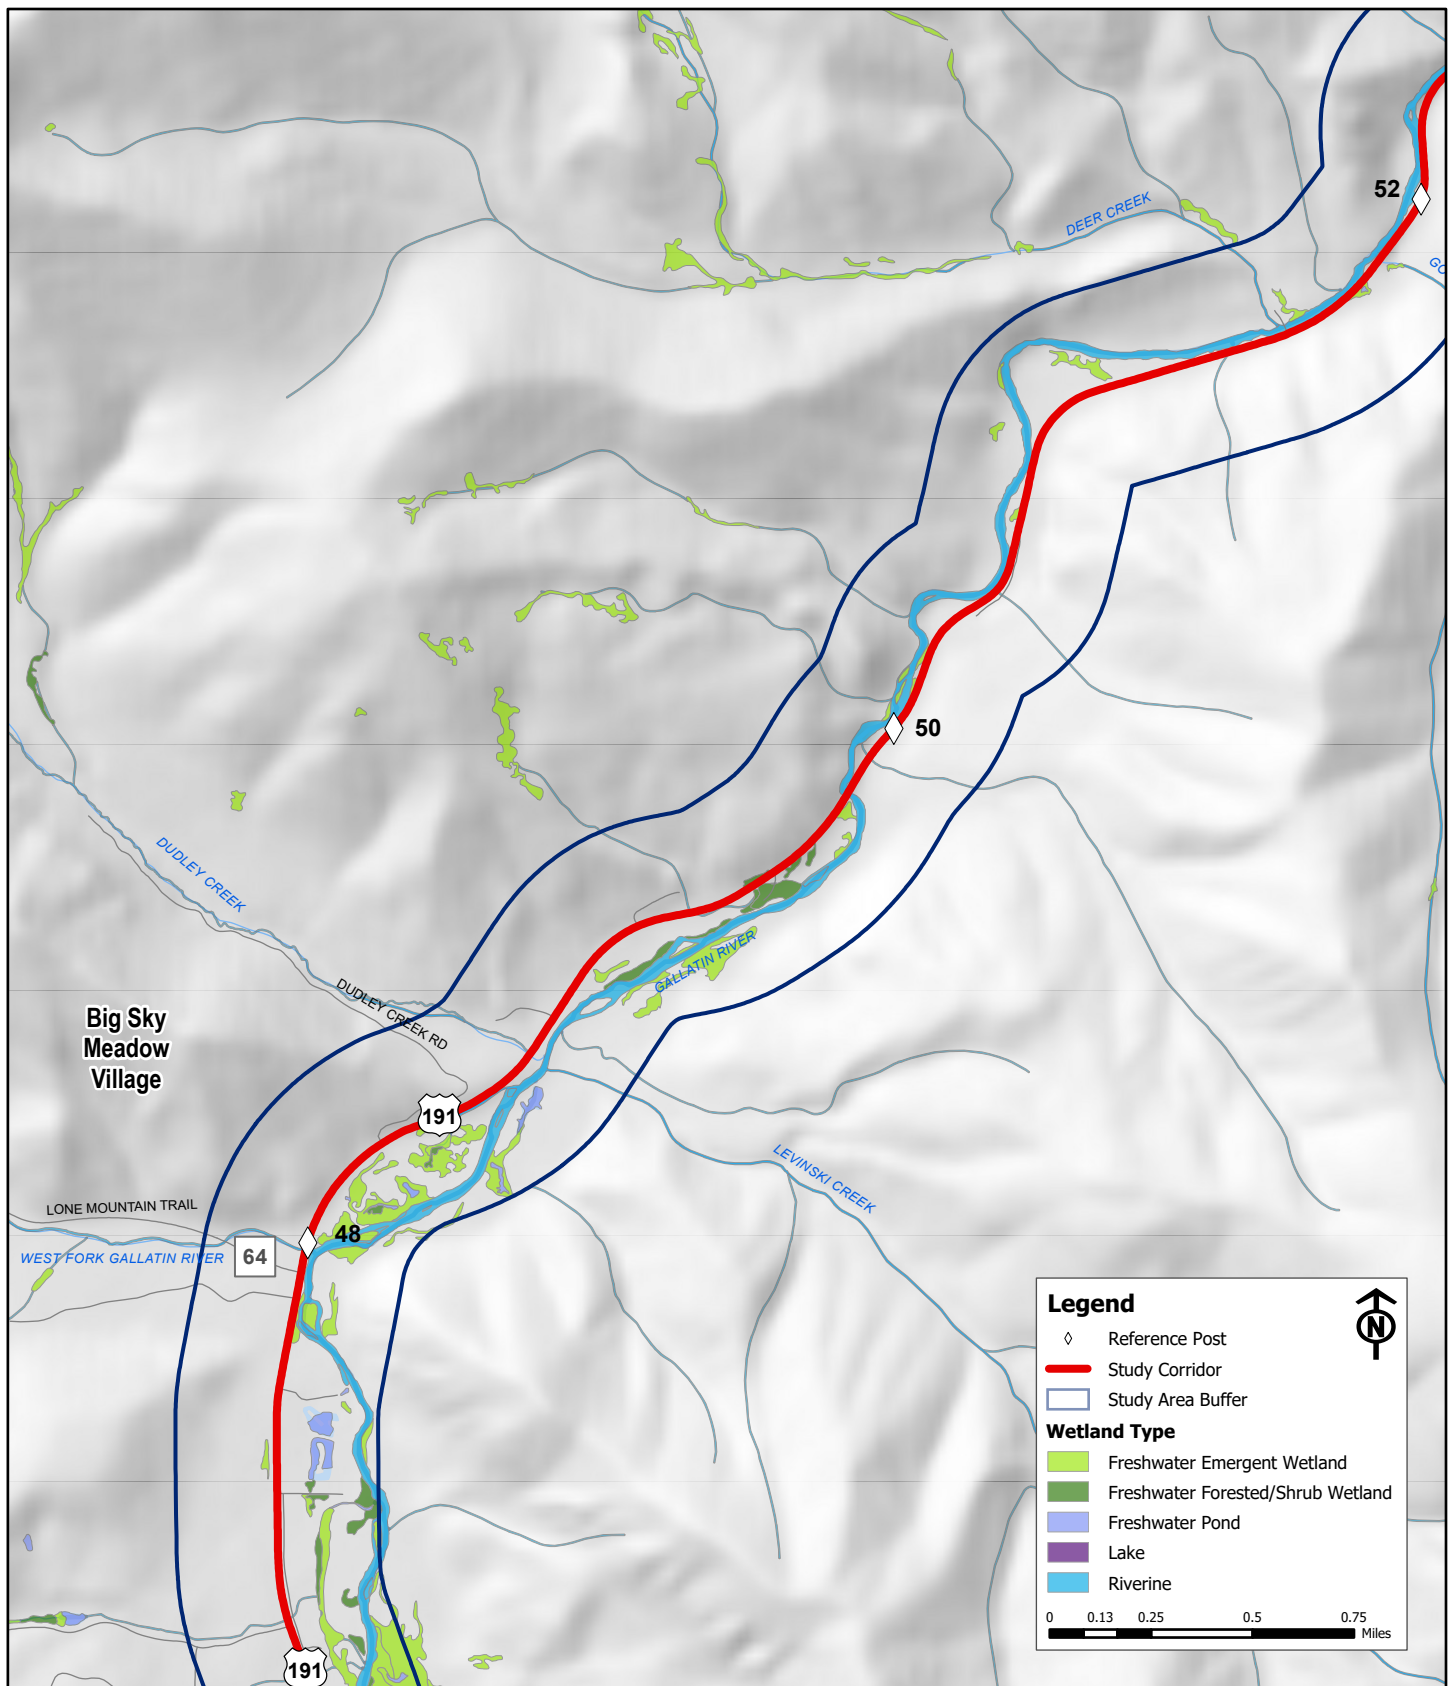 52
DEER CREEK
GO
50
DUDLEY CREEK
GALLATIN RIVER
DUDLEY CREEK RD
Big Sky
Meadow
Village
191
LEVINSKI CREEK
LONE MOUNTAIN TRAIL
48
WEST FORK GALLATIN RIVER
64
Legend
N
Reference Post
Study Corridor
Study Area Buffer
Wetland Type
Freshwater Emergent Wetland
Freshwater Forested/Shrub Wetland
Freshwater Pond
Lake
Riverine
0 0.13 0.25 0.5 0.75
Miles
191